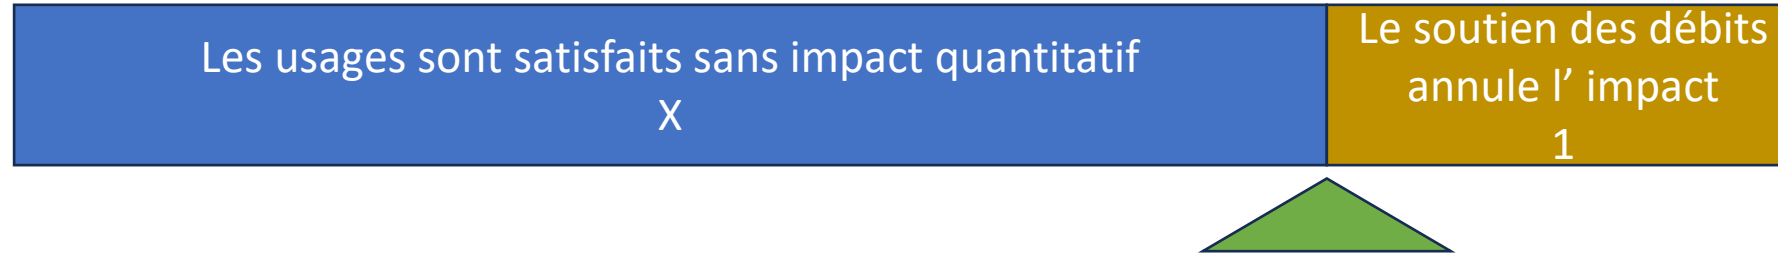 Les usages sont satisfaits sans impact quantitatif
X
Le soutien des débits
annule l’ impact
1